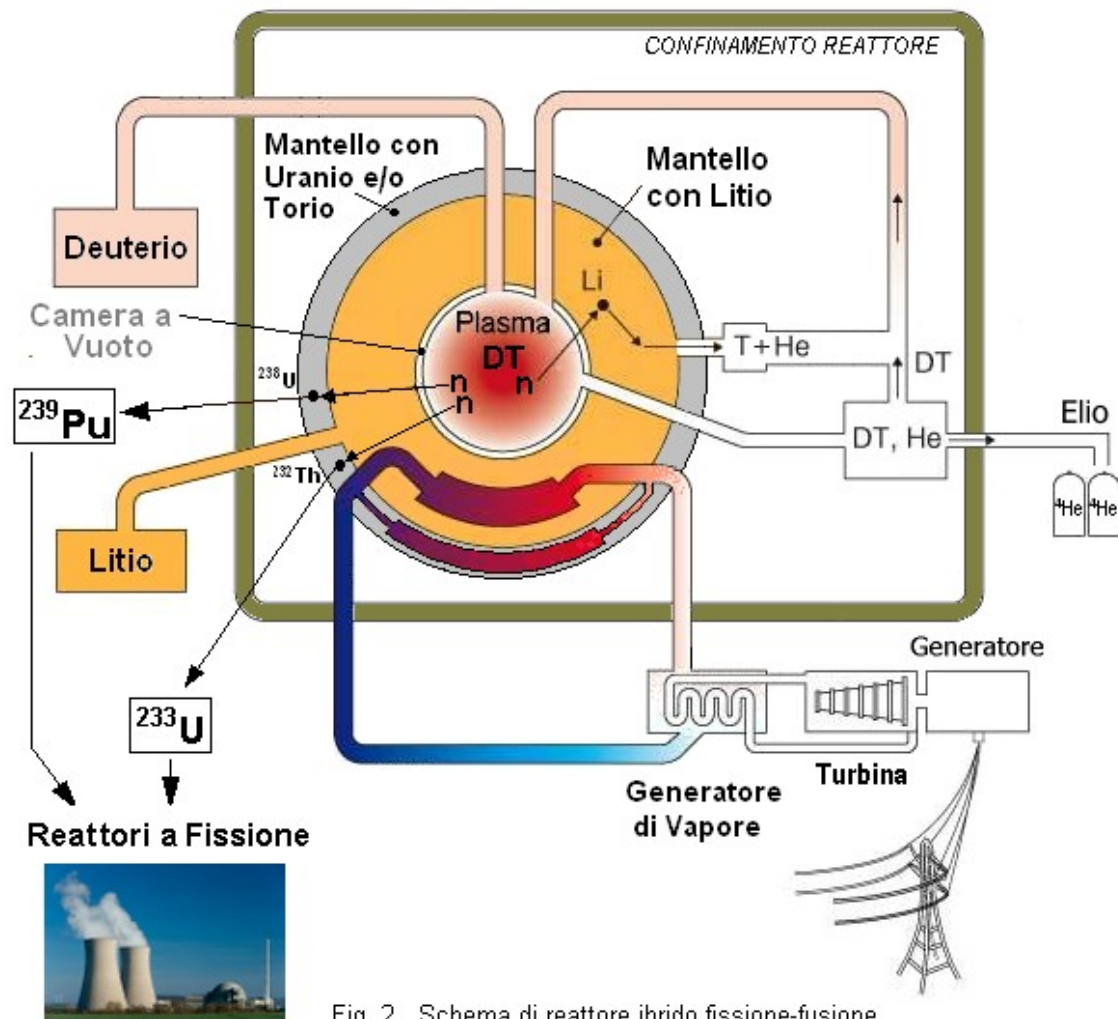 CONFINAMENTO REATTORE
Mantello con
Uranio e/o
Torio
Mantello
con Litio
Deuterio
Li
Camera a
Vuoto
Plasma
DT
n
n
n
T+He
DT
238U
239Pu
Elio
DT, He
232Th
4He
4He
Litio
Generatore
233U
Turbina
Generatore
di Vapore
Reattori a Fissione
Fig. 2 Schema di reattore ibrido fissione-fusione